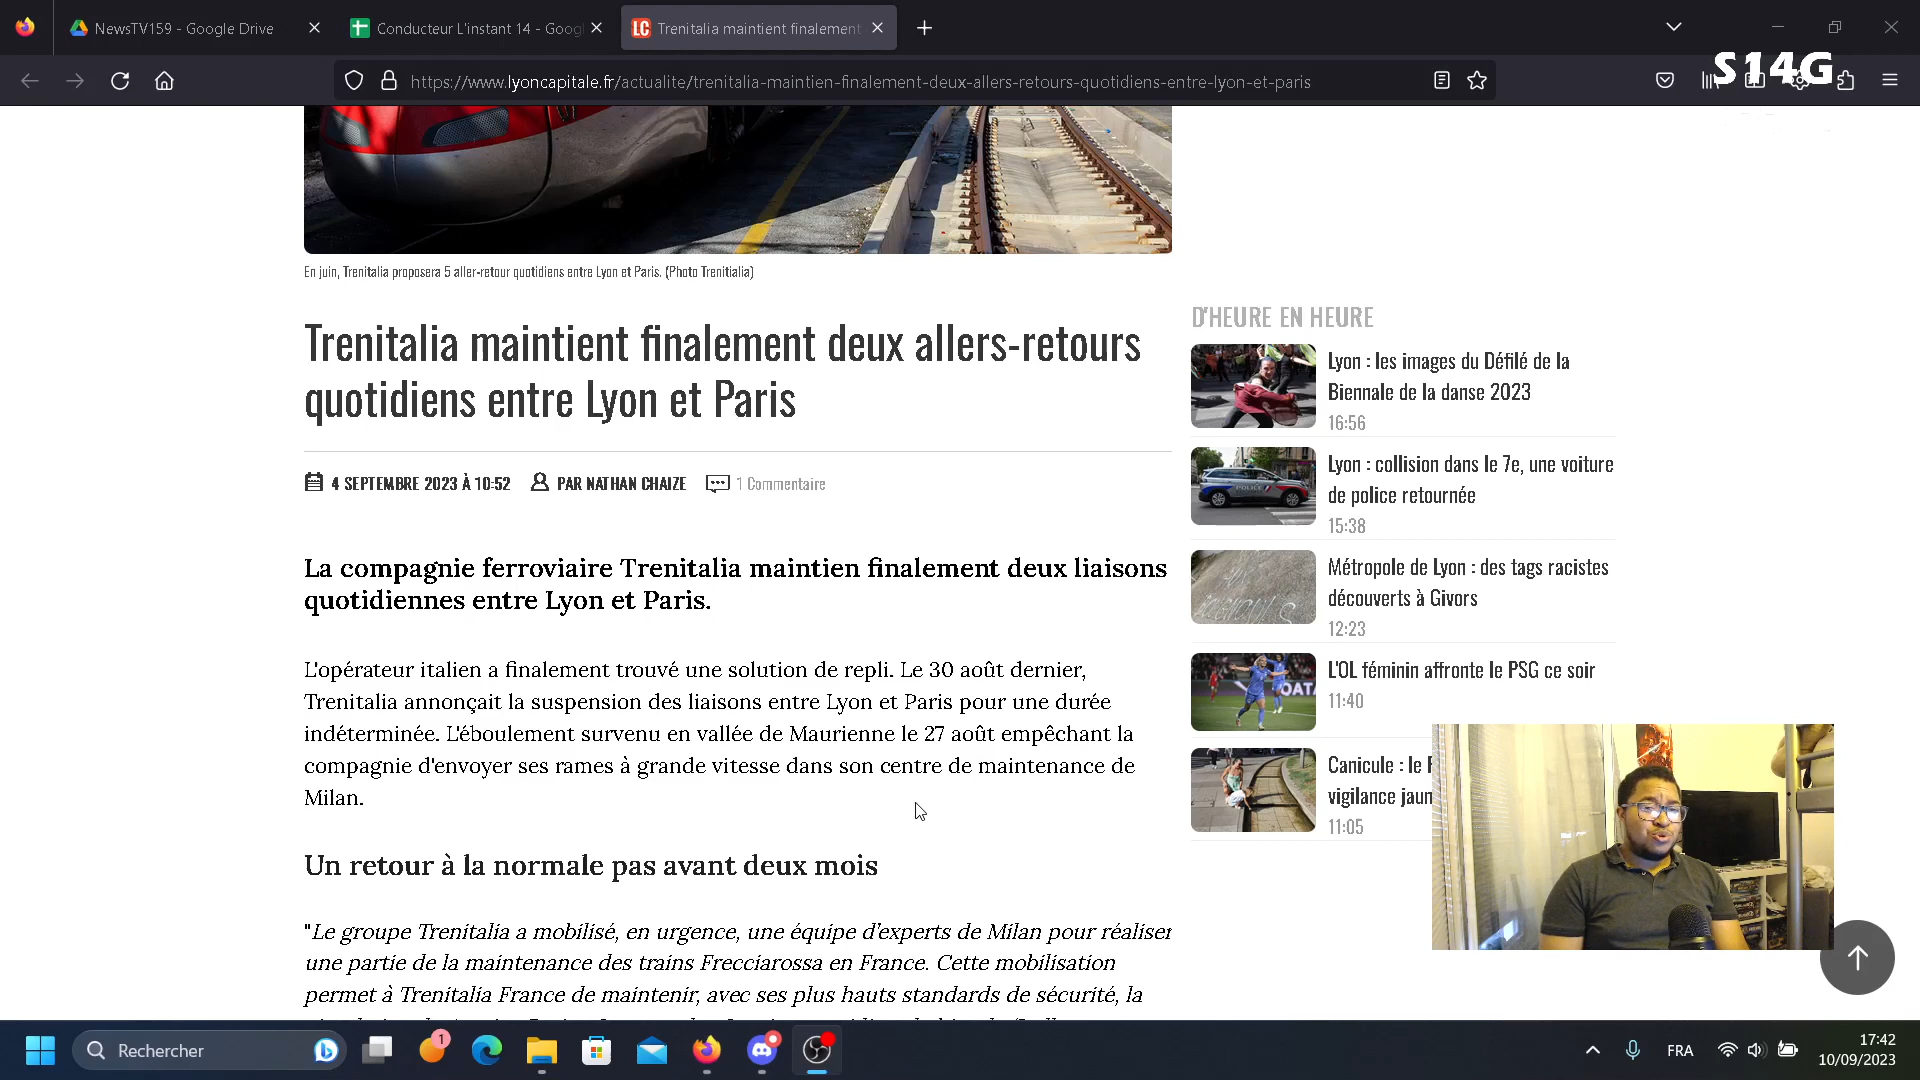 NewsTV159 - Google Drive
Conducteur L'instant 14 - Goog
LC
Trenitalia maintient finalement
https://www.lyoncapitale.fr/actualite/trenitalia-maintien-finalement-deux-allers-retours-quotidiens-entre-lyon-et-paris
S14G
En juin, Trenitalia proposera 5 aller-retour quotidiens entre Lyon et Paris. (Photo Trenitialia)
Trenitalia maintient finalement deux allers-retours
quotidiens entre Lyon et Paris
4 SEPTEMBRE 2023 À 10:52 PAR NATHAN CHAIZE 1 Commentaire
La compagnie ferroviaire Trenitalia maintien finalement deux liaisons
quotidiennes entre Lyon et Paris.
L'opérateur italien a finalement trouvé une solution de repli. Le 30 août dernier,
Trenitalia annonçait la suspension des liaisons entre Lyon et Paris pour une durée
indéterminée. L'éboulement survenu en vallée de Maurienne le 27 août empêchant la
compagnie d'envoyer ses rames à grande vitesse dans son centre de maintenance de
Milan.
Un retour à la normale pas avant deux mois
"Le groupe Trenitalia a mobilisé, en urgence, une équipe d'experts de Milan pour réaliser
une partie de la maintenance des trains Frecciarossa en France. Cette mobilisation
permet à Trenitalia France de maintenir, avec ses plus hauts standards de sécurité, la
D'HEURE EN HEURE
Lyon : les images du Défilé de la
Biennale de la danse 2023
16:56
Lyon : collision dans le 7e, une voiture
de police retournée
15:38
POLICE
Métropole de Lyon : des tags racistes
découverts à Givors
12:23
L'OL féminin affronte le PSG ce soir
11:40
Canicule : le
vigilance jaun
11:05
Rechercher
1
FRA
17:42
10/09/2023